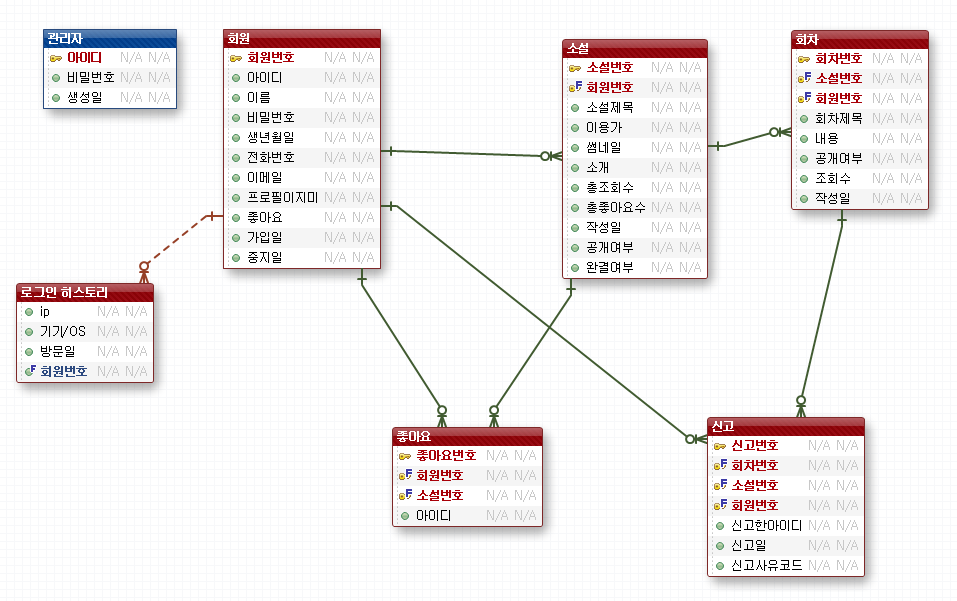 관리자
아이디 N/A N/A
비밀번호 N/A N/A
생성일 N/A N/A
회원
회원번호 N/A N/A
아이디 N/A N/A
이름 N/A N/A
비밀번호 N/A N/A
생년월일 N/A N/A
전화번호 N/A N/A
이메일 N/A N/A
프로필이지미 N/A N/A
좋아요 N/A N/A
가입일 N/A N/A
중지일 N/A N/A
소설
소설번호 N/A N/A
회원번호 N/A N/A
소설제목 N/A N/A
이용가 N/A N/A
썸네일 N/A N/A
소개 N/A N/A
총조회수 N/A N/A
총좋아요수 N/A N/A
작성일 N/A N/A
공개여부 N/A N/A
완결여부 N/A N/A
회차
회차번호 N/A N/A
소설번호 N/A N/A
회원번호 N/A N/A
회차제목 N/A N/A
내용 N/A N/A
공개여부 N/A N/A
조회수 N/A N/A
작성일 N/A N/A
로그인 히스토리
ip N/A N/A
기기/OS N/A N/A
방문일 N/A N/A
회원번호 N/A N/A
좋아요
좋아요번호 N/A N/A
회원번호 N/A N/A
소설번호 N/A N/A
아이디 N/A N/A
신고
신고번호 N/A N/A
회차번호 N/A N/A
소설번호 N/A N/A
회원번호 N/A N/A
신고한아이디 N/A N/A
신고일 N/A N/A
신고사유코드 N/A N/A